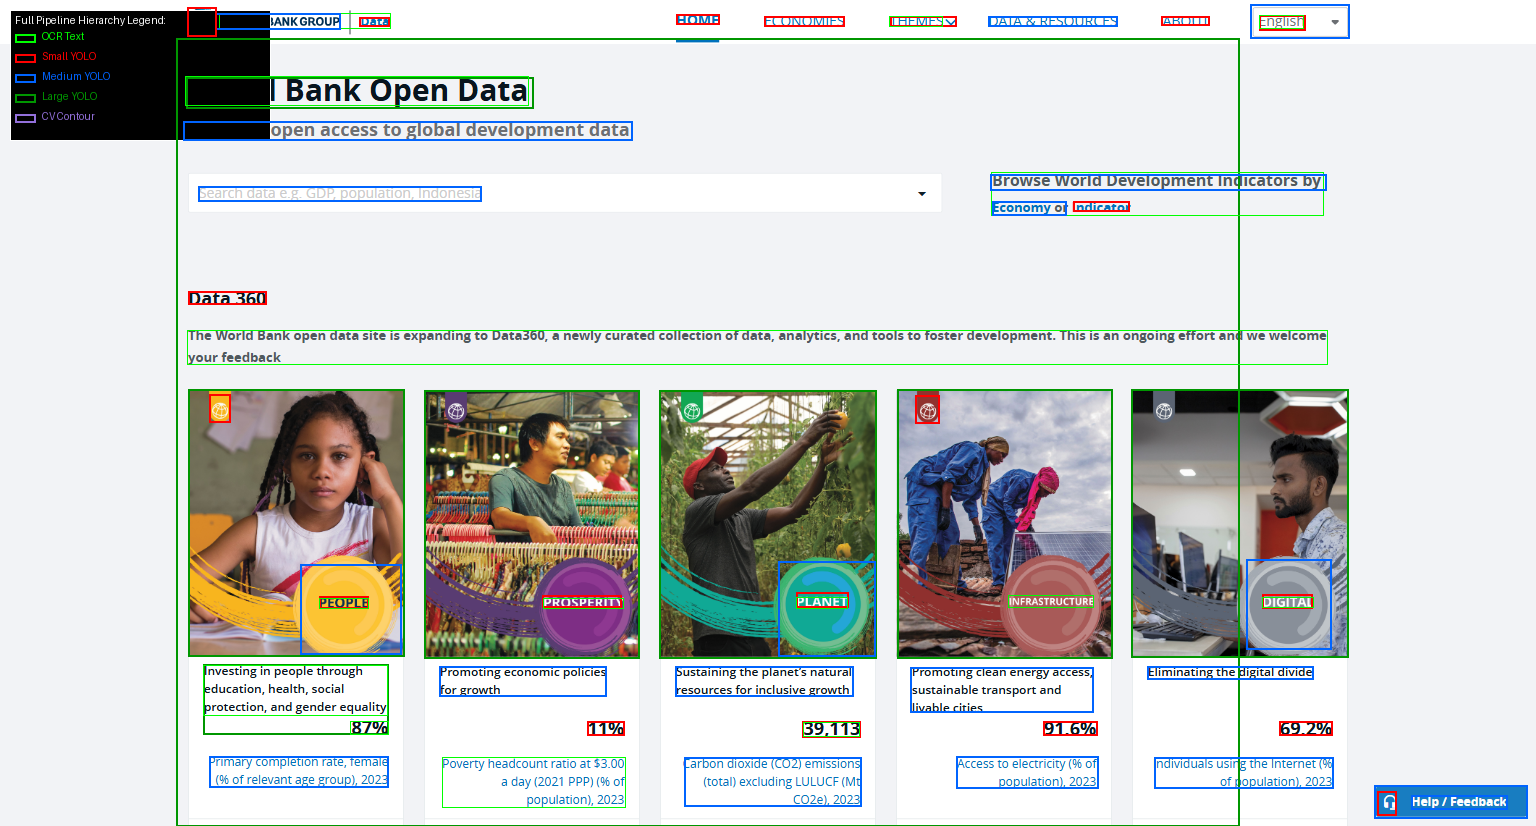 Full Pipeline Hierarchy Legend:
OCR Text
Small YOLO
Medium YOLO
Large YOLO
CV Contour
BANK GROUP
Data
HOME
ECONOMIES
THEMES
DATA & RESOURCES
ABOUT
English
Bank Open Data
open access to global development data
Search data e.g. GDP, population, Indonesia
Browse World Development Indicators by
Economy or Indicator
Data 360
The World Bank open data site is expanding to Data360, a newly curated collection of data, analytics, and tools to foster development. This is an ongoing effort and we welcome
your feedback
PEOPLE
Investing in people through
education, health, social
protection, and gender equality
87%
Primary completion rate, female
(% of relevant age group), 2023
PROSPERITY
Promoting economic policies
for growth
11%
Poverty headcount ratio at $3.00
a day (2021 PPP) (% of
population), 2023
PLANET
Sustaining the planet's natural
resources for inclusive growth
39,113
Carbon dioxide (CO2) emissions
(total) excluding LULUCF (Mt
CO2e), 2023
INFRASTRUCTURE
Promoting clean energy access,
sustainable transport and
livable cities
91.6%
Access to electricity (% of
population), 2023
DIGITAL
Eliminating the digital divide
69.2%
Individuals using the Internet (%
of population), 2023
Help / Feedback